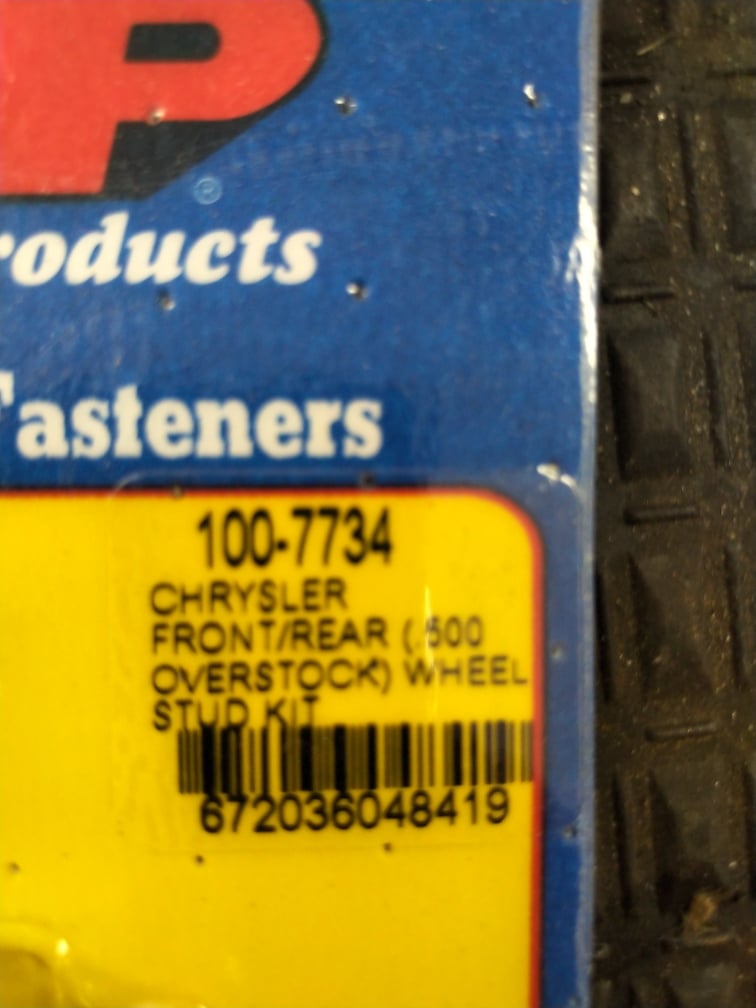 P
®
roducts
Fasteners
100-7734
CHRYSLER
FRONT/REAR (.500
OVERSTOCK) WHEEL
STUD KIT
672036048419